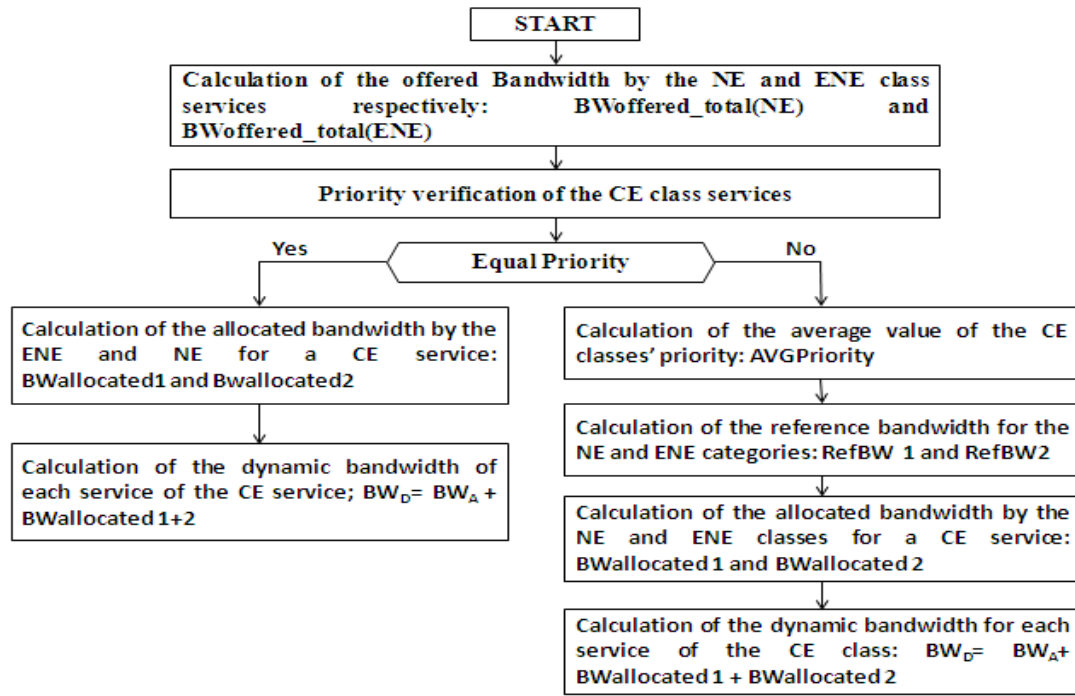 START
Calculation of the offered Bandwidth by the NE and ENE class
services respectively: BWoffered_total(NE) and
BWoffered_total(ENE)
Priority verification of the CE class services
Yes
Equal Priority
No
Calculation of the allocated bandwidth by the
ENE and NE for a CE service:
BWallocated1 and Bwallocated2
Calculation of the dynamic bandwidth of
each service of the CE service; BW_D= BW_A +
BWallocated 1+2
Calculation of the average value of the CE
classes' priority: AVGPriority
Calculation of the reference bandwidth for the
NE and ENE categories: RefBW 1 and RefBW2
Calculation of the allocated bandwidth by the
NE and ENE classes for a CE service:
BWallocated 1 and BWallocated 2
Calculation of the dynamic bandwidth for each
service of the CE class: BW_D= BW_A+
BWallocated 1 + BWallocated 2